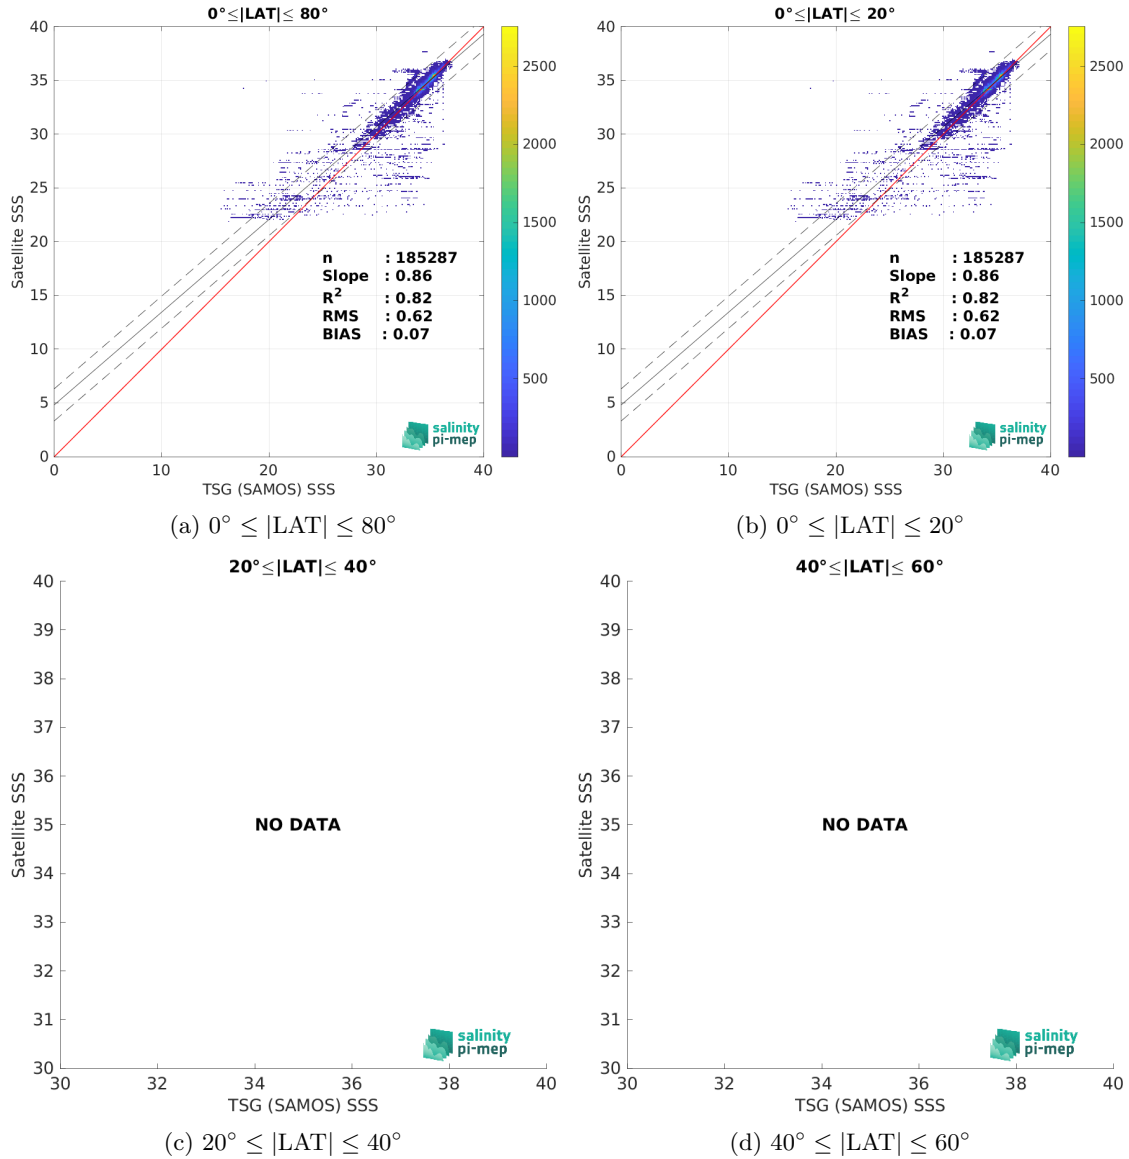 0°≤|LAT|≤ 80°
40
35
30
25
20
15
10
5
0
Satellite SSS
0
10
20
30
40
TSG (SAMOS) SSS
n : 185287
Slope : 0.86
R² : 0.82
RMS : 0.62
BIAS : 0.07
salinity
pi-mep
2500
2000
1500
1000
500
(a) 0° ≤ |LAT| ≤ 80°
0°≤|LAT|≤ 20°
40
35
30
25
20
15
10
5
0
Satellite SSS
0
10
20
30
40
TSG (SAMOS) SSS
n : 185287
Slope : 0.86
R² : 0.82
RMS : 0.62
BIAS : 0.07
salinity
pi-mep
2500
2000
1500
1000
500
(b) 0° ≤ |LAT| ≤ 20°
20°≤|LAT|≤ 40°
40
39
38
37
36
35
34
33
32
31
30
Satellite SSS
NO DATA
salinity
pi-mep
30
32
34
36
38
40
TSG (SAMOS) SSS
(c) 20° ≤ |LAT| ≤ 40°
40°≤|LAT|≤ 60°
40
39
38
37
36
35
34
33
32
31
30
Satellite SSS
NO DATA
salinity
pi-mep
30
32
34
36
38
40
TSG (SAMOS) SSS
(d) 40° ≤ |LAT| ≤ 60°